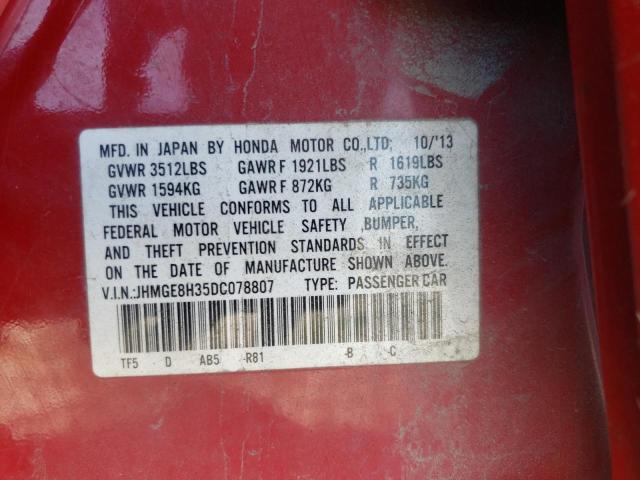 MFD. IN JAPAN BY HONDA MOTOR CO.,LTD; 10/'13
GVWR 3512LBS GAWR F 1921LBS R 1619LBS
GVWR 1594KG GAWR F 872KG R 735KG
THIS VEHICLE CONFORMS TO ALL APPLICABLE
FEDERAL MOTOR VEHICLE SAFETY ,BUMPER,
AND THEFT PREVENTION STANDARDS IN EFFECT
ON THE DATE OF MANUFACTURE SHOWN ABOVE.
V.I.N.:JHMGE8H35DC078807 TYPE: PASSENGER CAR
TF5 D AB5 -R81 -B C